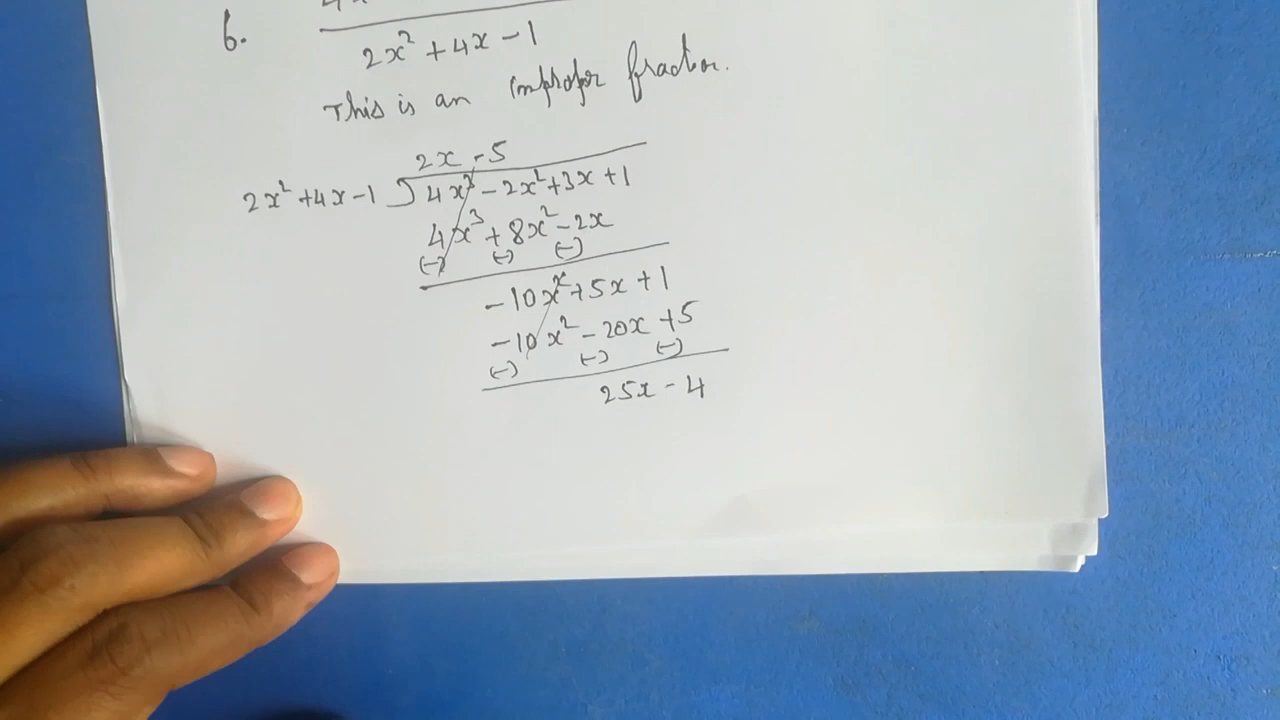 6.
2x² + 4x - 1
This is an improper fraction.
2x - 5
2x² + 4x - 1 ) 4x³ - 2x² + 3x + 1
4x³ + 8x² - 2x
(-) (-) (-)
-10x² + 5x + 1
-10x² - 20x + 5
(-) (-) (-)
25x - 4